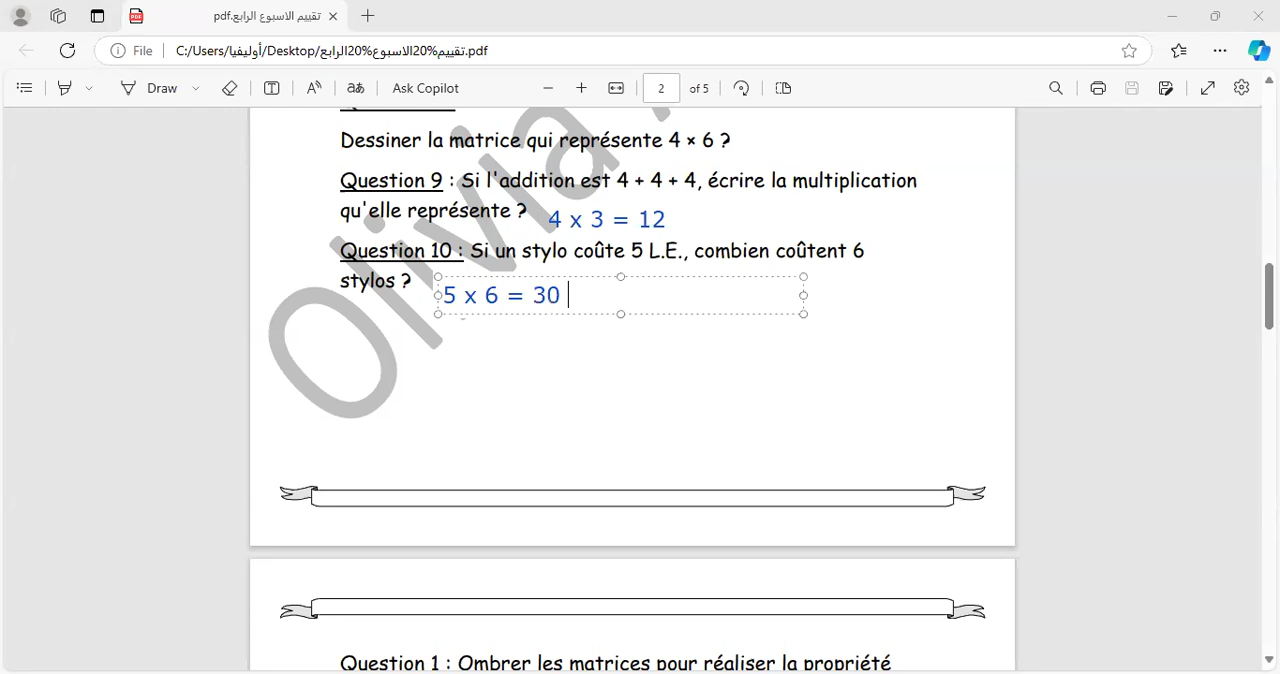 تقييم الاسبوع الرابع.pdf
File C:/Users/أوليفيا/Desktop/تقييم%20الاسبوع%20الرابع.pdf
Draw aあ Ask Copilot 2 of 5
Dessiner la matrice qui représente 4 × 6 ?
Question 9 : Si l'addition est 4 + 4 + 4, écrire la multiplication
qu'elle représente ? 4 x 3 = 12
Question 10 : Si un stylo coûte 5 L.E., combien coûtent 6
stylos ? 5 x 6 = 30
Olivia
Question 1 : Ombrer les matrices pour réaliser la propriété